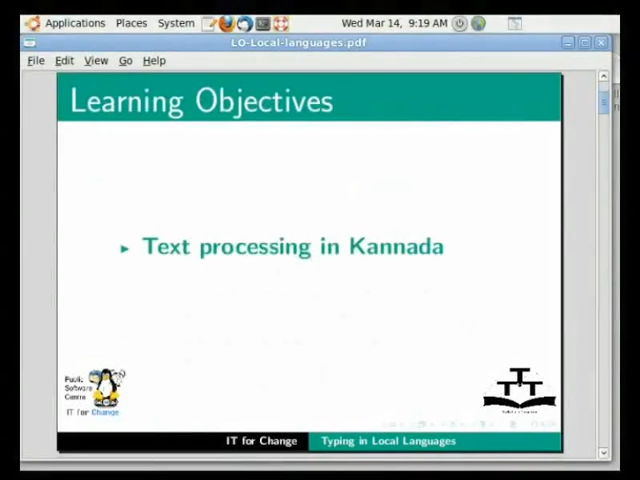 Applications Places System Wed Mar 14, 9:19 AM
LO-Local-languages.pdf
File Edit View Go Help
Learning Objectives
Text processing in Kannada
Public
Software
Centre
IT for Change
TTT
IT for Change Typing in Local Languages